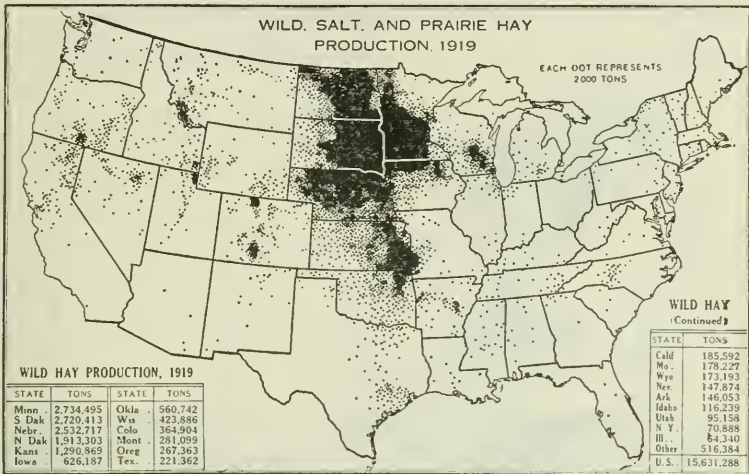 WILD, SALT, AND PRAIRIE HAY
PRODUCTION, 1919
EACH DOT REPRESENTS
2000 TONS
WILD HAY PRODUCTION, 1919
STATE TONS STATE TONS
Minn. 2,734,495 Okla. 560,742
S Dak 2,720,413 Wis 423,886
Nebr. 2,532,717 Colo 364,904
N Dak 1,913,303 Mont 281,099
Kans. 1,290,869 Oreg 267,363
Iowa 626,187 Tex. 221,362
WILD HAY
(Continued)
STATE TONS
Calif 185,592
Mo. 178,227
Wyo 173,193
Nev. 147,874
Ark 146,053
Idaho 116,239
Utah 95,158
N Y. 70,888
Ill.. 64,340
Other 516,384
U.S. 15,631,288